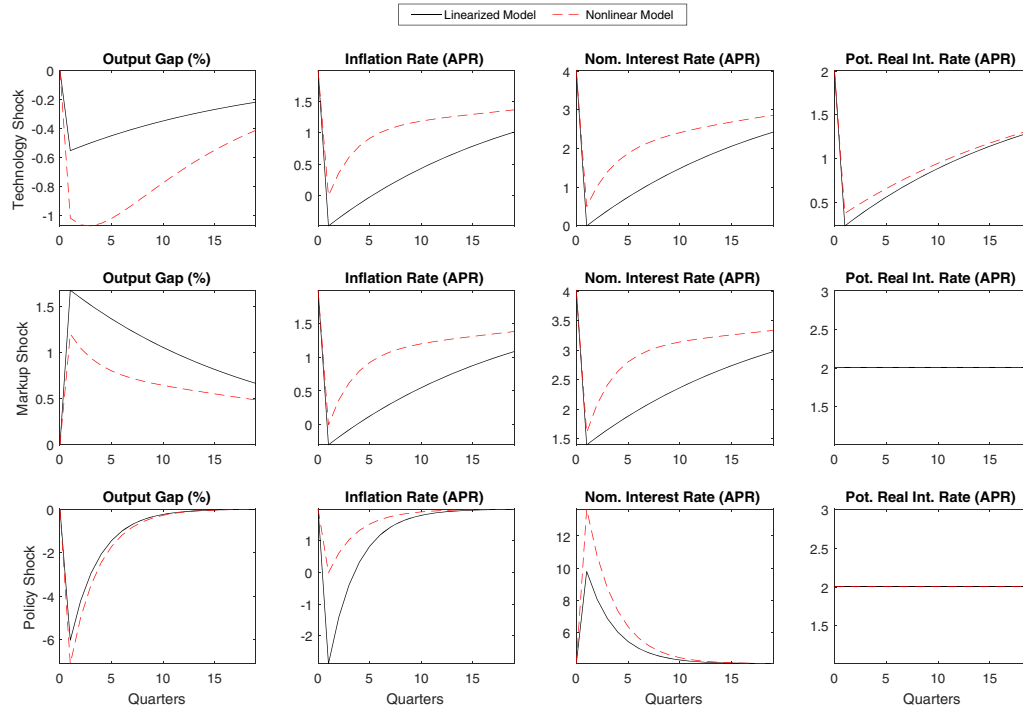 Linearized Model Nonlinear Model
Output Gap (%) Inflation Rate (APR) Nom. Interest Rate (APR) Pot. Real Int. Rate (APR)
Technology Shock
0
-0.2
-0.4
-0.6
-0.8
-1
0 5 10 15
1.5
1
0.5
0
0 5 10 15
4
3
2
1
0
0 5 10 15
2
1.5
1
0.5
0 5 10 15
Output Gap (%) Inflation Rate (APR) Nom. Interest Rate (APR) Pot. Real Int. Rate (APR)
Markup Shock
1.5
1
0.5
0
0 5 10 15
1.5
1
0.5
0
0 5 10 15
4
3.5
3
2.5
2
1.5
0 5 10 15
3
2.5
2
1.5
0 5 10 15
Output Gap (%) Inflation Rate (APR) Nom. Interest Rate (APR) Pot. Real Int. Rate (APR)
Policy Shock
0
-2
-4
-6
0 5 10 15
1
0
-1
-2
0 5 10 15
12
10
8
6
0 5 10 15
3
2.5
2
1.5
0 5 10 15
Quarters Quarters Quarters Quarters